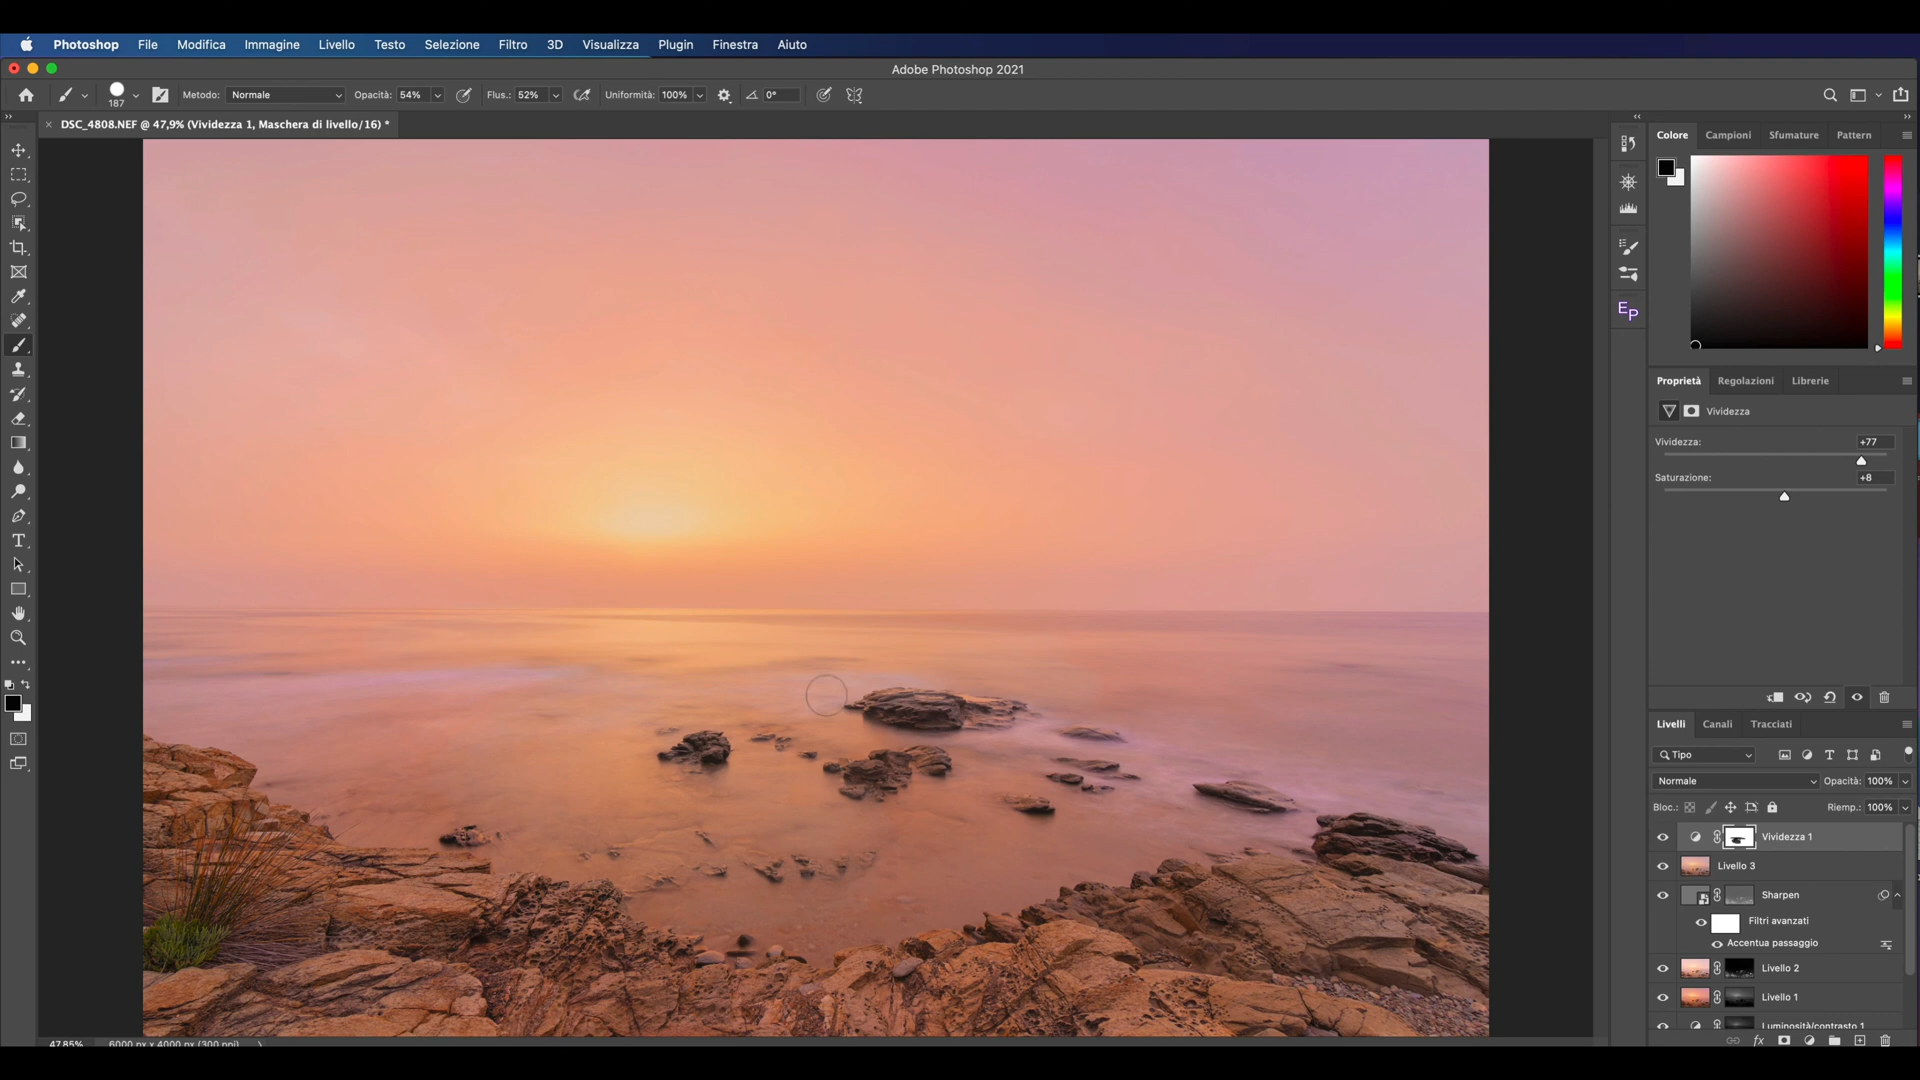 Photoshop File Modifica Immagine Livello Testo Selezione Filtro 3D Visualizza Plugin Finestra Aiuto
Adobe Photoshop 2021
187 Metodo: Normale Opacità: 54% Flus.: 52% Uniformità: 100% 0°
DSC_4808.NEF @ 47,9% (Vividezza 1, Maschera di livello/16) *
Colore Campioni Sfumature Pattern
EP
Proprietà Regolazioni Librerie
Vividezza
Vividezza: +77
Saturazione: +8
Livelli Canali Tracciati
Tipo
Normale Opacità: 100%
Bloc.: Riemp.: 100%
Vividezza 1
Livello 3
Sharpen
Filtri avanzati
Accentua passaggio
Livello 2
Livello 1
Luminosità/contrasto 1
fx
47,85% 6000 px x 4000 px (300 ppi)